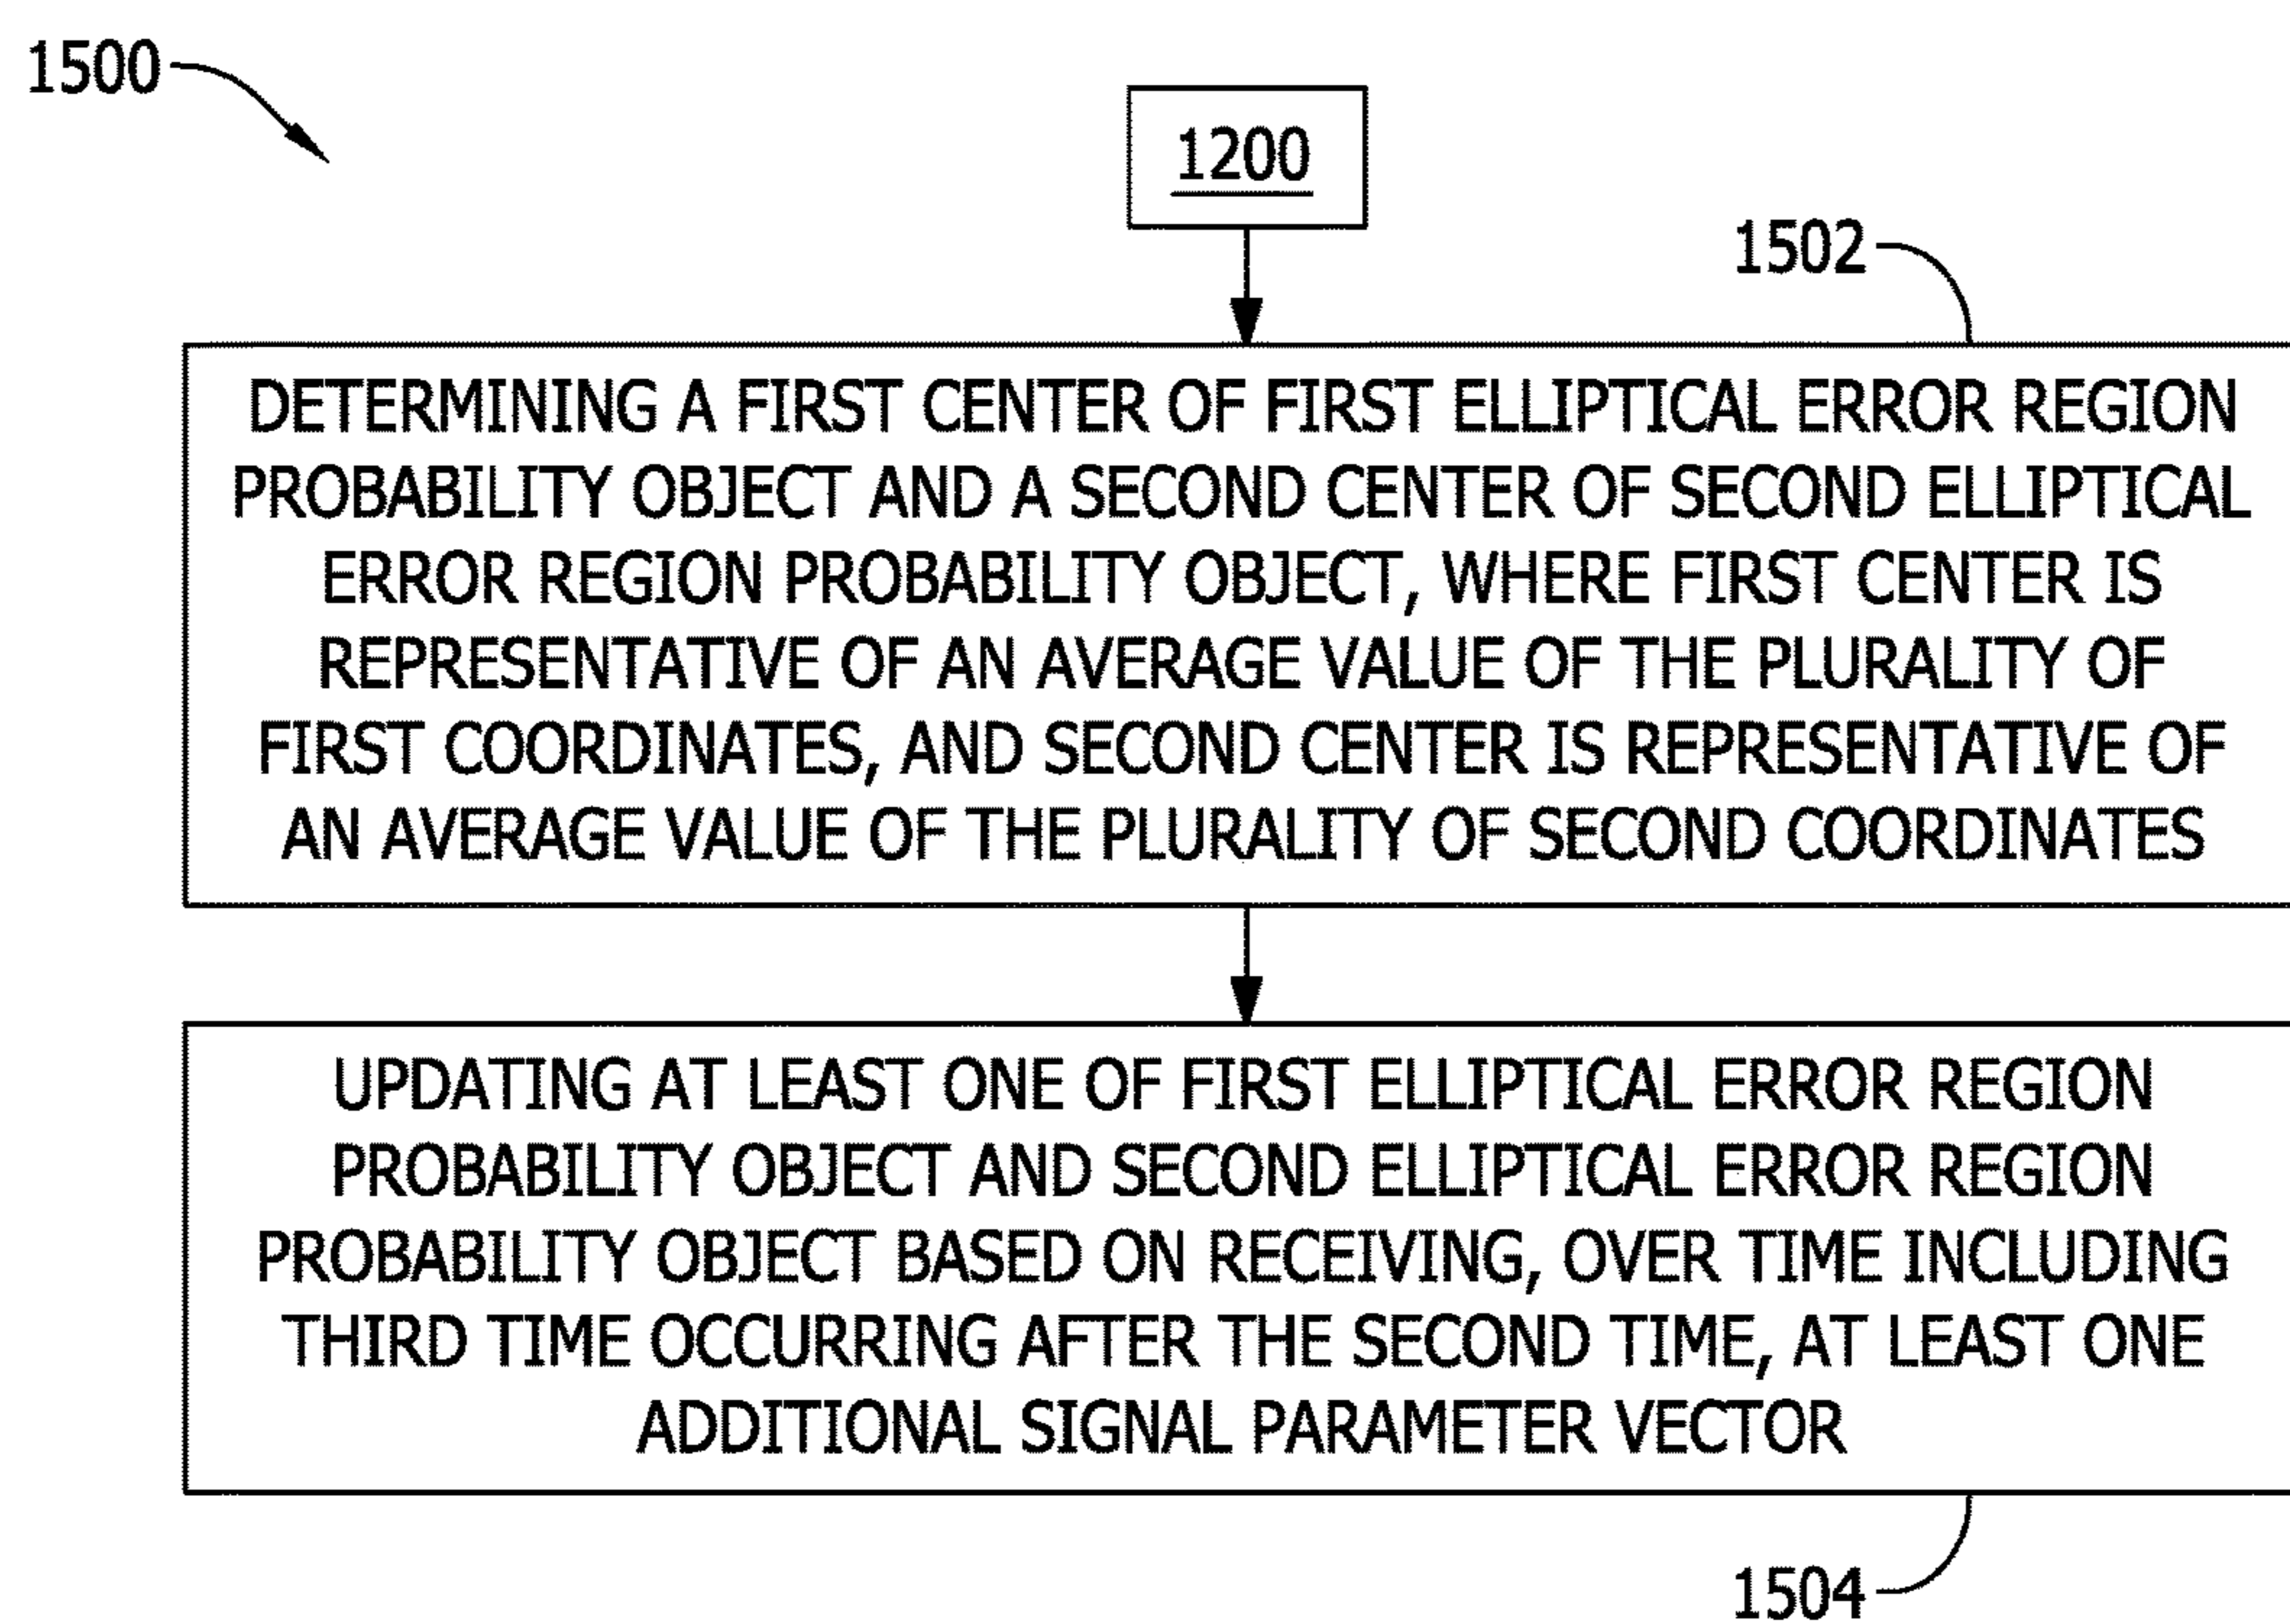 1500
1200
1502
DETERMINING A FIRST CENTER OF FIRST ELLIPTICAL ERROR REGION
PROBABILITY OBJECT AND A SECOND CENTER OF SECOND ELLIPTICAL
ERROR REGION PROBABILITY OBJECT, WHERE FIRST CENTER IS
REPRESENTATIVE OF AN AVERAGE VALUE OF THE PLURALITY OF
FIRST COORDINATES, AND SECOND CENTER IS REPRESENTATIVE OF
AN AVERAGE VALUE OF THE PLURALITY OF SECOND COORDINATES
UPDATING AT LEAST ONE OF FIRST ELLIPTICAL ERROR REGION
PROBABILITY OBJECT AND SECOND ELLIPTICAL ERROR REGION
PROBABILITY OBJECT BASED ON RECEIVING, OVER TIME INCLUDING
THIRD TIME OCCURRING AFTER THE SECOND TIME, AT LEAST ONE
ADDITIONAL SIGNAL PARAMETER VECTOR
1504